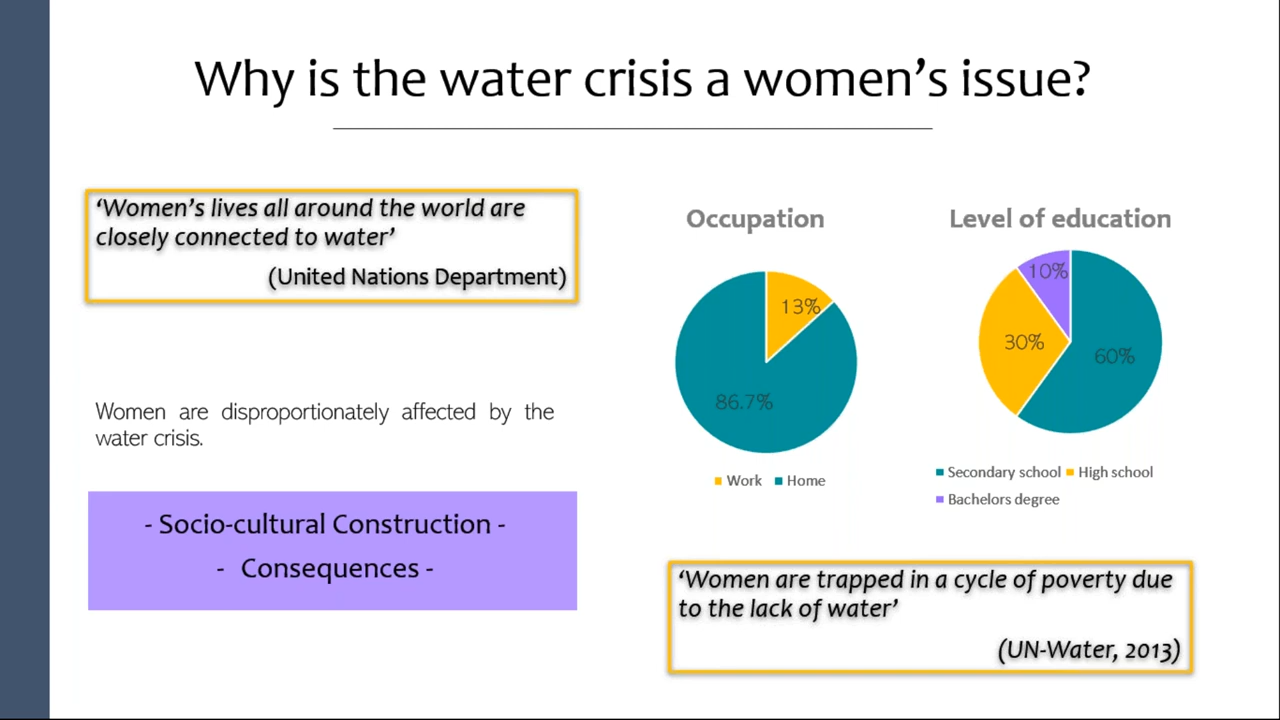 Why is the water crisis a women’s issue?
‘Women’s lives all around the world are
closely connected to water’
(United Nations Department)
Women are disproportionately affected by the
water crisis.
- Socio-cultural Construction -
- Consequences -
Occupation
13%
86.7%
Work Home
Level of education
10%
30%
60%
Secondary school High school
Bachelors degree
‘Women are trapped in a cycle of poverty due
to the lack of water’
(UN-Water, 2013)